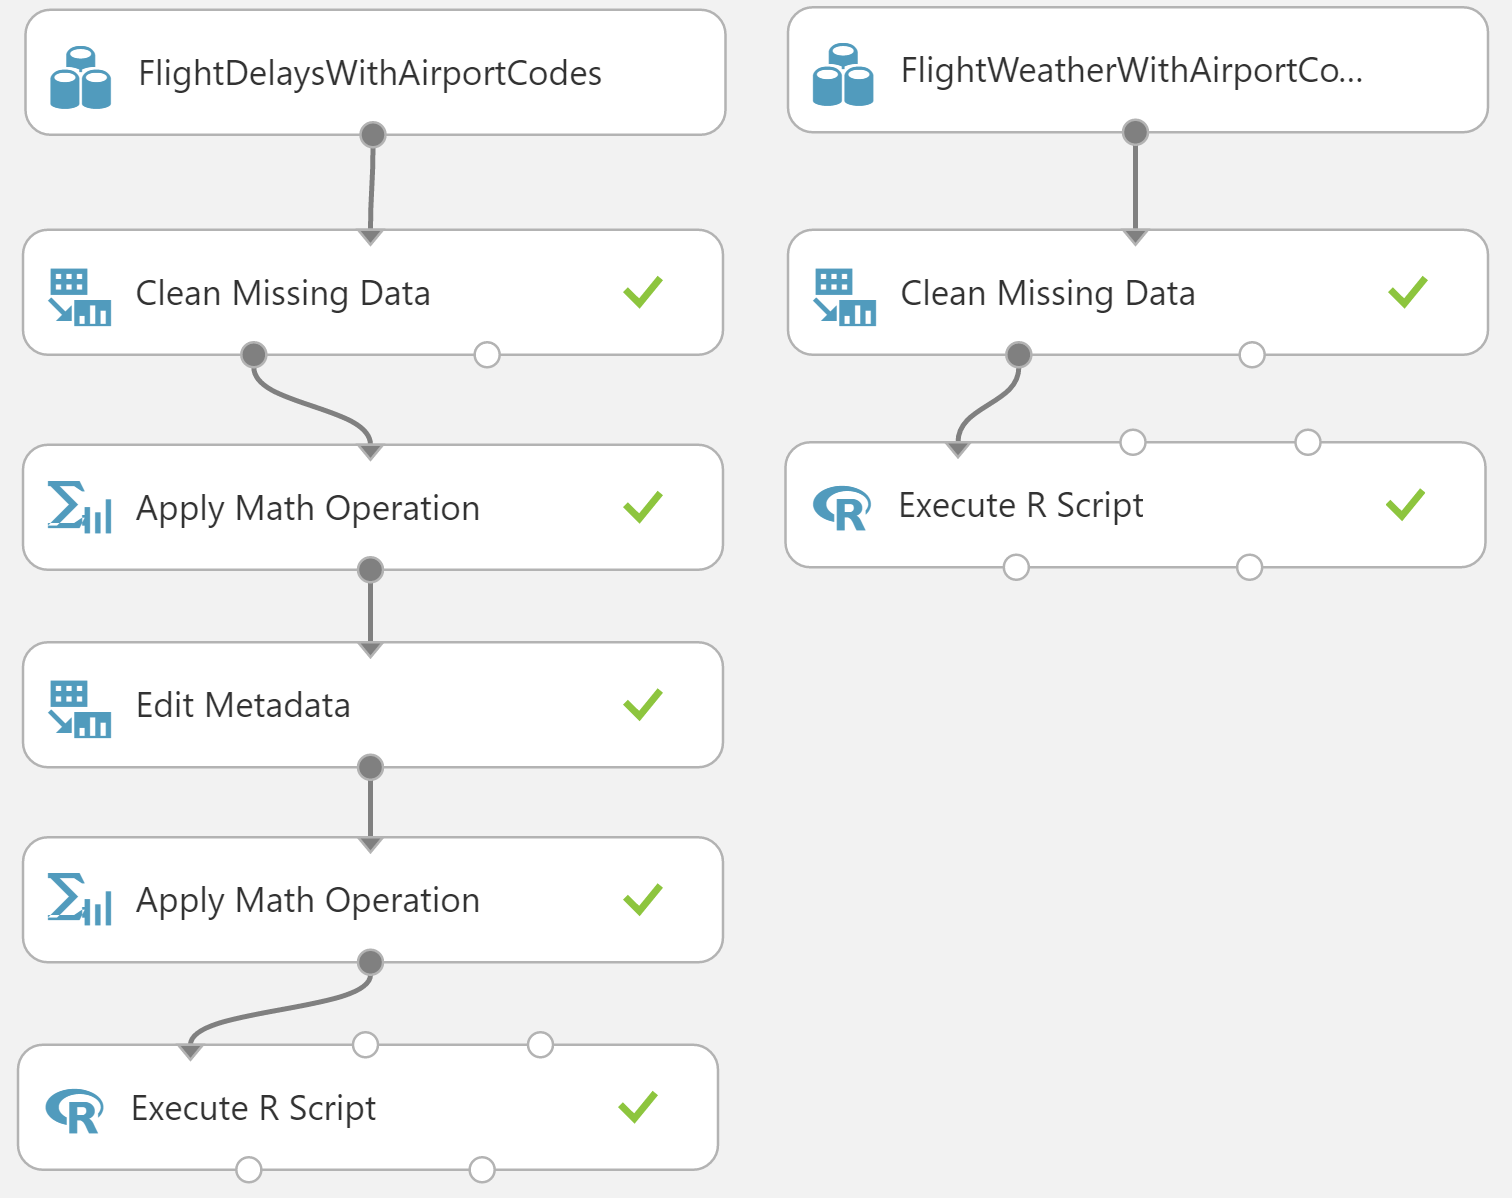 FlightDelaysWithAirportCodes
Clean Missing Data
Apply Math Operation
Edit Metadata
Apply Math Operation
R
Execute R Script
FlightWeatherWithAirportCo...
Clean Missing Data
R
Execute R Script